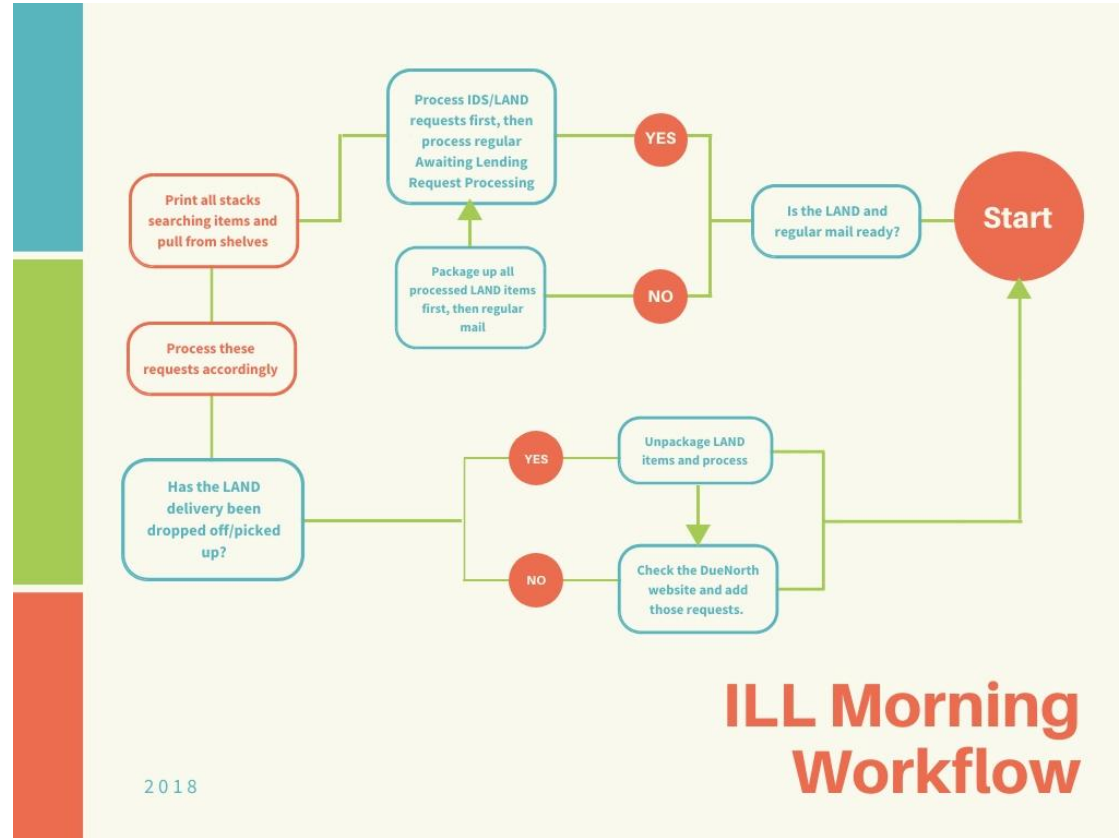 Process IDS/LAND
requests first, then
process regular
Awaiting Lending
Request Processing
YES
Print all stacks
searching items and
pull from shelves
Is the LAND and
regular mail ready?
Start
Package up all
processed LAND items
first, then regular
mail
NO
Process these
requests accordingly
Has the LAND
delivery been
dropped off/picked
up?
YES
Unpackage LAND
items and process
NO
Check the DueNorth
website and add
those requests.
ILL Morning
Workflow
2018